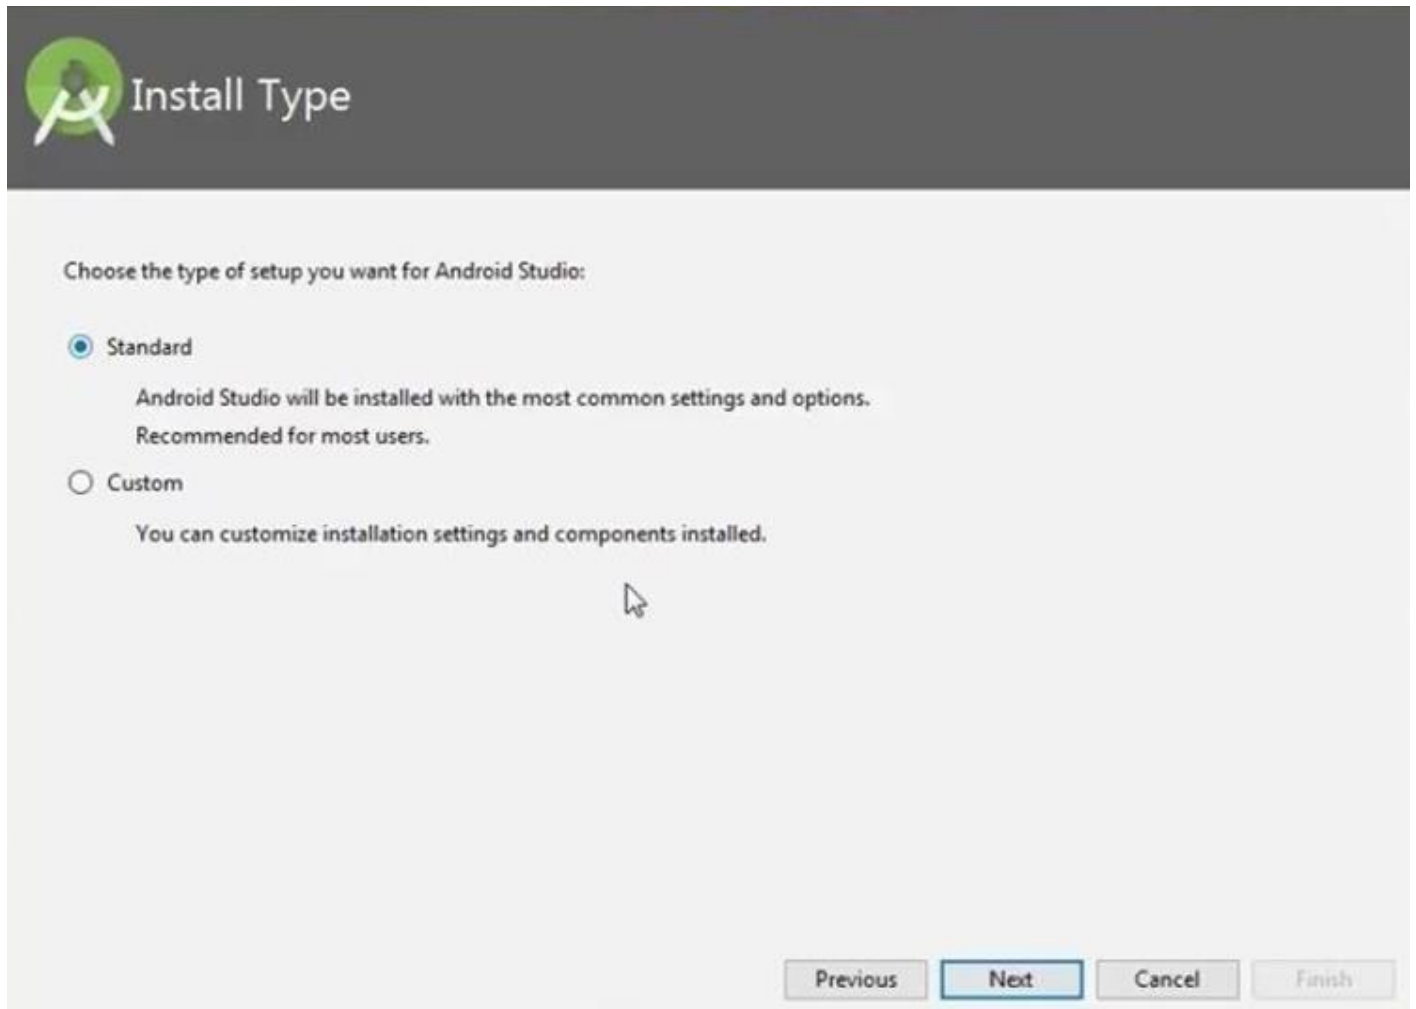 Install Type
Choose the type of setup you want for Android Studio:
Standard
Android Studio will be installed with the most common settings and options.
Recommended for most users.
Custom
You can customize installation settings and components installed.
Previous Next Cancel Finish